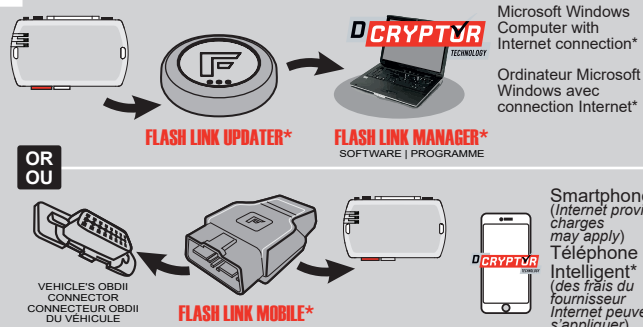 DCRYPTOR
TECHNOLOGY
Microsoft Windows
Computer with
Internet connection*
Ordinateur Microsoft
Windows avec
connection Internet*
FLASH LINK UPDATER*
FLASH LINK MANAGER*
SOFTWARE | PROGRAMME
OR
OU
VEHICLE'S OBDII
CONNECTOR
CONNECTEUR OBDII
DU VÉHICULE
FLASH LINK MOBILE*
DCRYPTOR
TECHNOLOGY
Smartphone
(Internet provi
charges
may apply)
Téléphone
Intelligent*
(des frais du
fournisseur
Internet peuve
s'appliquer)